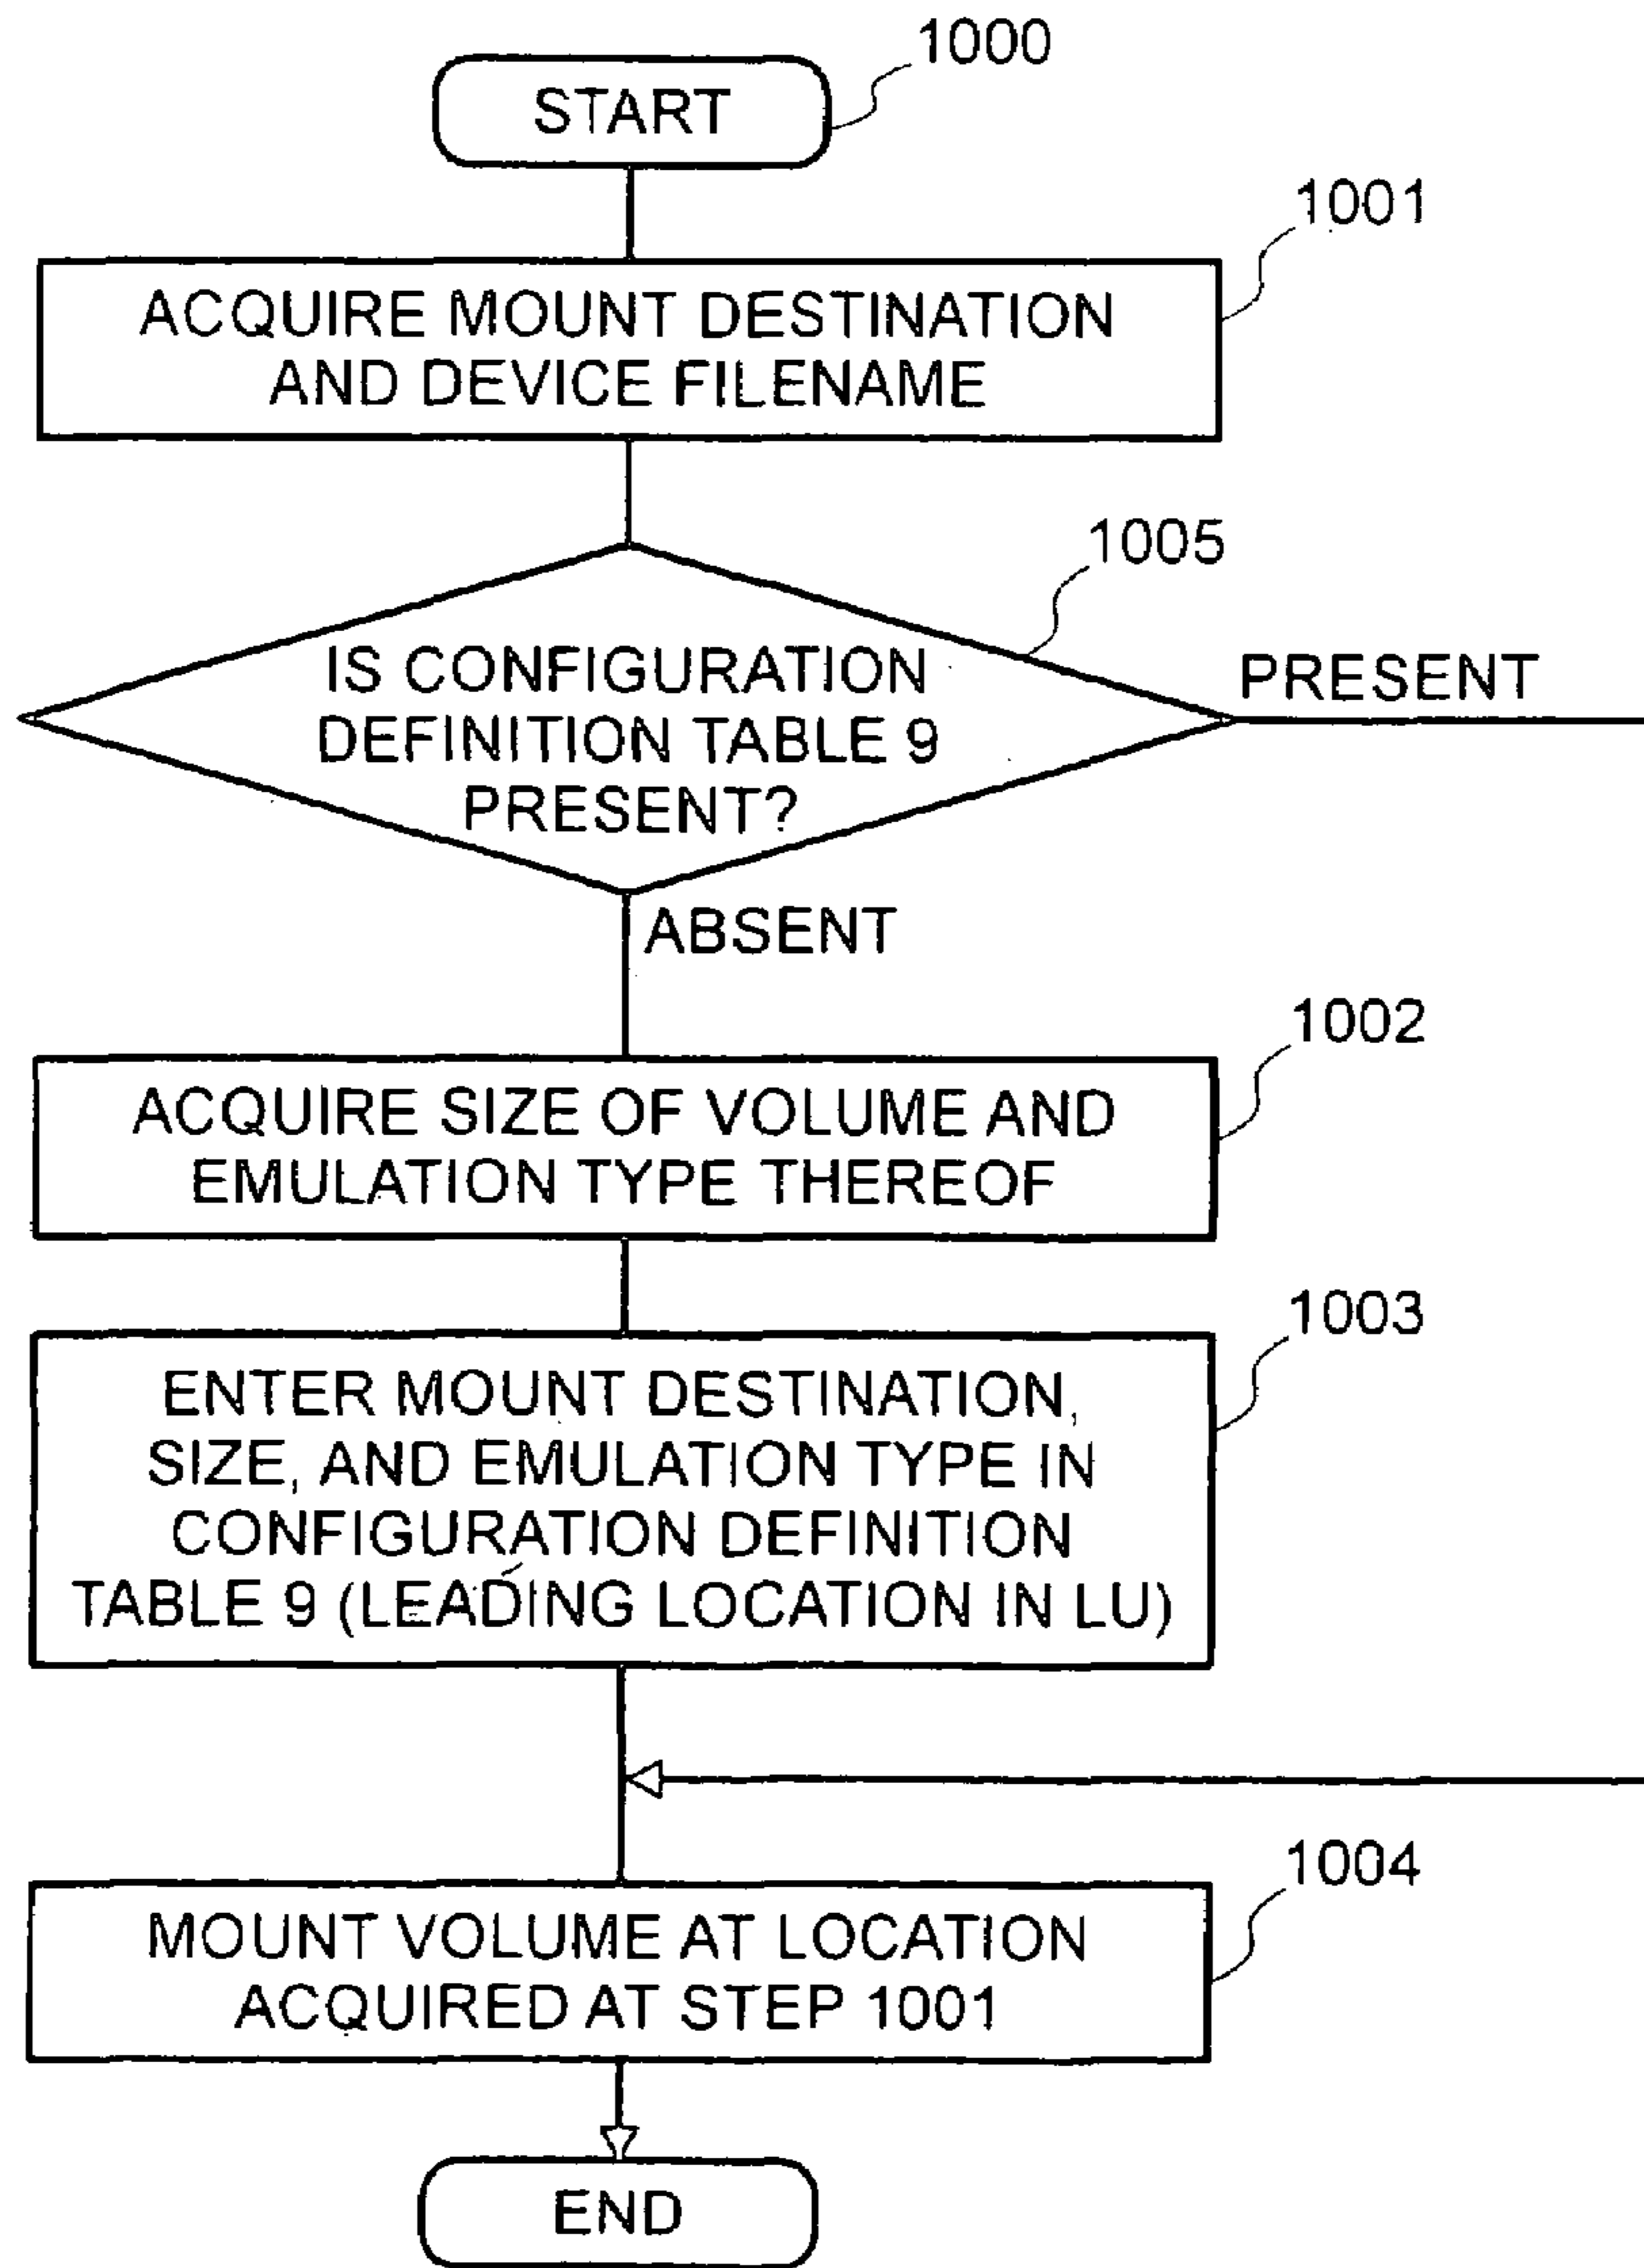 1000
START
1001
ACQUIRE MOUNT DESTINATION
AND DEVICE FILENAME
1005
IS CONFIGURATION
DEFINITION TABLE 9
PRESENT?
PRESENT
ABSENT
1002
ACQUIRE SIZE OF VOLUME AND
EMULATION TYPE THEREOF
1003
ENTER MOUNT DESTINATION,
SIZE, AND EMULATION TYPE IN
CONFIGURATION DEFINITION
TABLE 9 (LEADING LOCATION IN LU)
1004
MOUNT VOLUME AT LOCATION
ACQUIRED AT STEP 1001
END